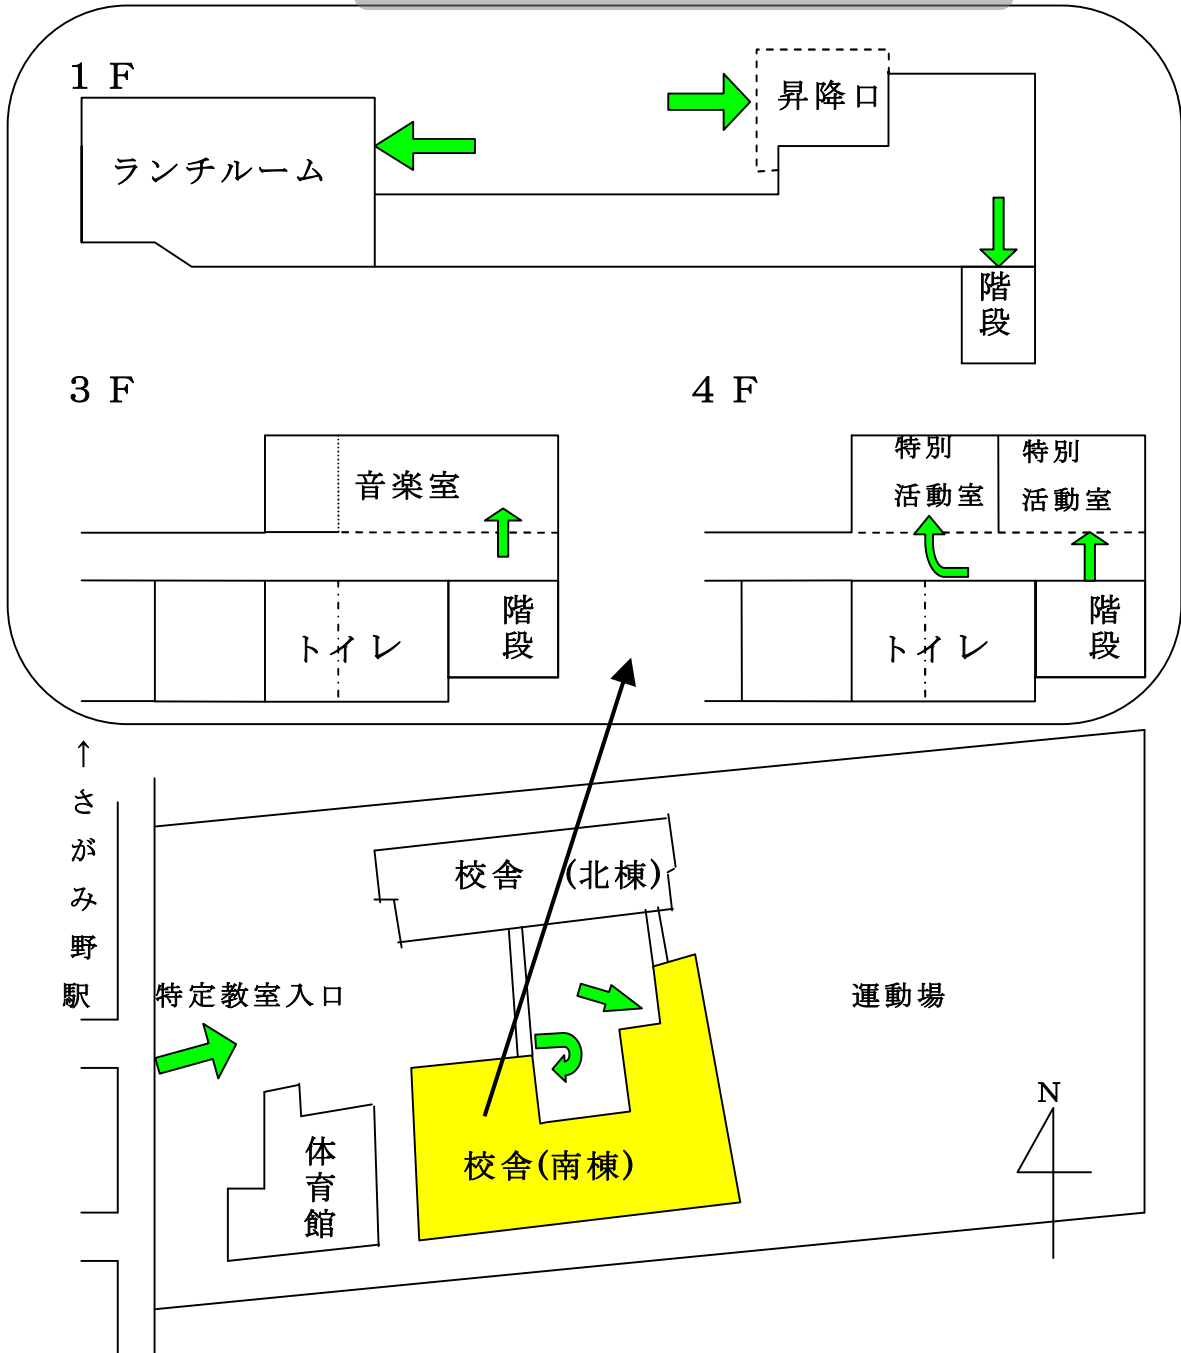 １Ｆ
昇降口
ランチルーム
階段
３Ｆ
４Ｆ
音楽室
特別
活動室
特別
活動室
トイレ
階段
トイレ
階段
↑さがみ野駅
校舎　(北棟)
特定教室入口
運動場
N
体育館
校舎(南棟)